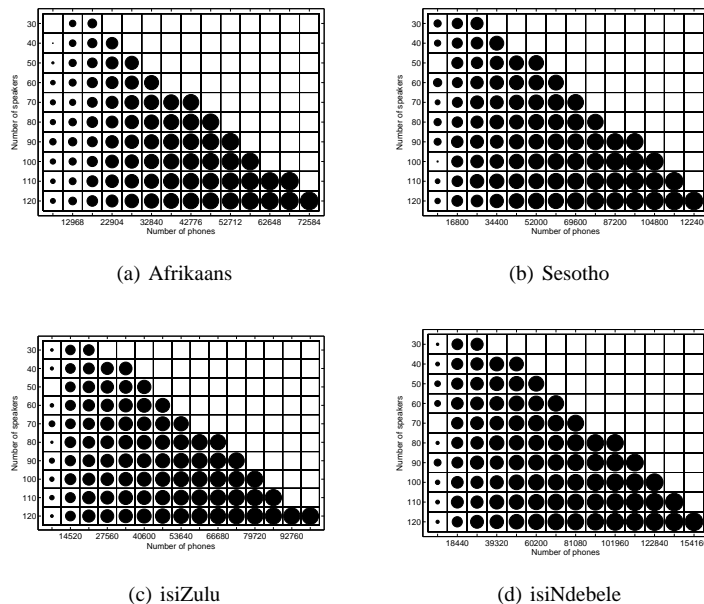 30
40
50
60
70
80
90
100
110
120
Number of speakers
12968 22904 32840 42776 52712 62648 72584
Number of phones
(a) Afrikaans
30
40
50
60
70
80
90
100
110
120
Number of speakers
16800 34400 52000 69600 87200 104800 122400
Number of phones
(b) Sesotho
30
40
50
60
70
80
90
100
110
120
Number of speakers
14520 27560 40600 53640 66680 79720 92760
Number of phones
(c) isiZulu
30
40
50
60
70
80
90
100
110
120
Number of speakers
18440 39320 60200 81080 101960 122840
Number of phones
(d) isiNdebele